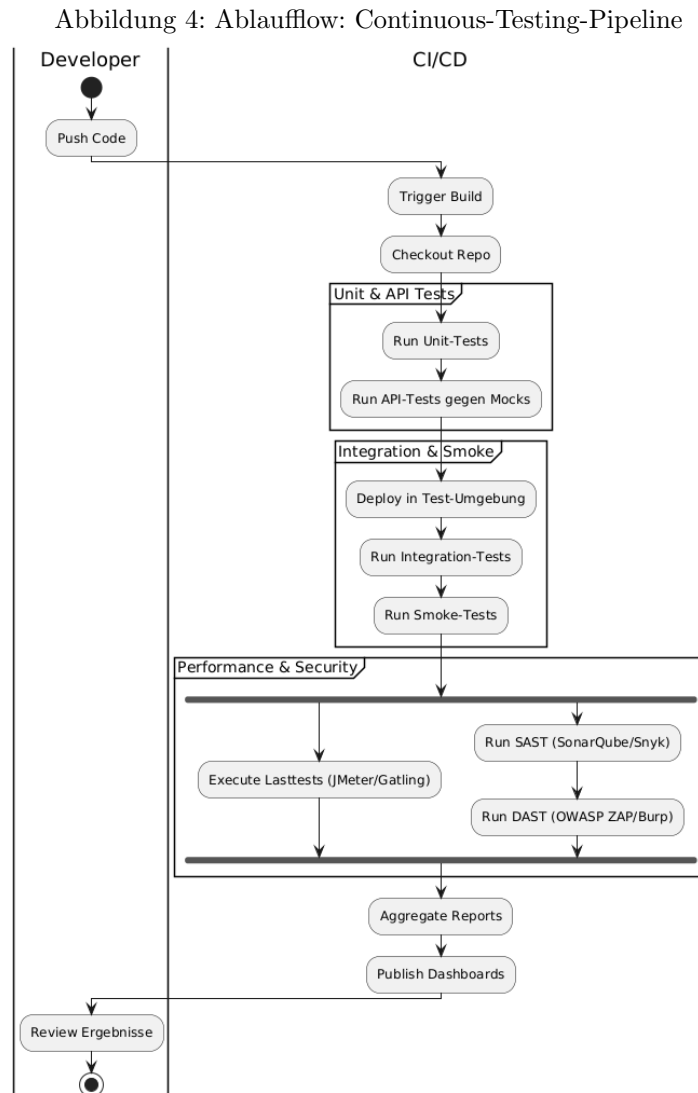 Abbildung 4: Ablaufflow: Continuous-Testing-Pipeline
Developer
CI/CD
Push Code
Trigger Build
Checkout Repo
Unit & API Tests
Run Unit-Tests
Run API-Tests gegen Mocks
Integration & Smoke
Deploy in Test-Umgebung
Run Integration-Tests
Run Smoke-Tests
Performance & Security
Execute Lasttests (JMeter/Gatling)
Run SAST (SonarQube/Snyk)
Run DAST (OWASP ZAP/Burp)
Aggregate Reports
Publish Dashboards
Review Ergebnisse